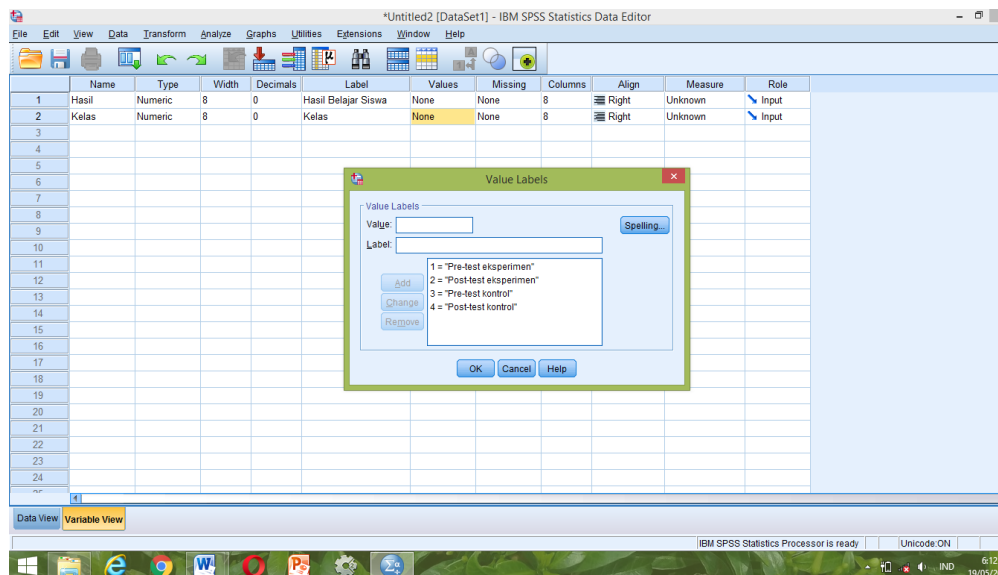 *Untitled2 [DataSet1] - IBM SPSS Statistics Data Editor
File Edit View Data Transform Analyze Graphs Utilities Extensions Window Help
Name Type Width Decimals Label Values Missing Columns Align Measure Role
1 Hasil Numeric 8 0 Hasil Belajar Siswa None None 8 Right Unknown Input
2 Kelas Numeric 8 0 Kelas None None 8 Right Unknown Input
3
4
5
6
7
8
9
10
11
12
13
14
15
16
17
18
19
20
21
22
23
24
Value Labels
Value Labels
Value:
Spelling...
Label:
1 = "Pre-test eksperimen"
2 = "Post-test eksperimen"
3 = "Pre-test kontrol"
4 = "Post-test kontrol"
Add
Change
Remove
OK Cancel Help
Data View Variable View
IBM SPSS Statistics Processor is ready Unicode:ON
IND